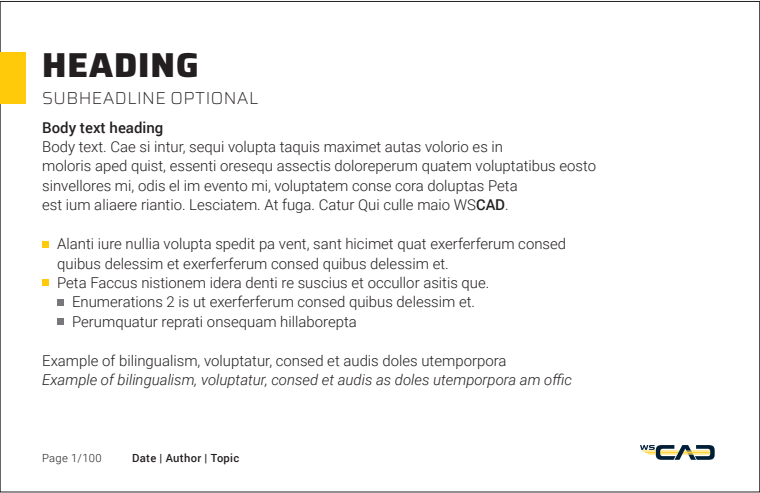 HEADING
SUBHEADLINE OPTIONAL
Body text heading
Body text. Cae si intur, sequi volupta taquis maximet autas volorio es in
moloris aped quist, essenti oresequ assectis doloreperum quatem voluptatibus eosto
sinvellores mi, odis el im evento mi, voluptatem conse cora doluptas Peta
est ium aliaere riantio. Lesciatem. At fuga. Catur Qui culle maio WSCAD.
Alanti iure nullia volupta spedit pa vent, sant hicimet quat exerferferum consed
quibus delessim et exerferferum consed quibus delessim et.
Peta Faccus nistionem idera denti re suscius et occullor asitis que.
Enumerations 2 is ut exerferferum consed quibus delessim et.
Perumquatur reprati onsequam hillaborepta
Example of bilingualism, voluptatur, consed et audis doles utemporpora
Example of bilingualism, voluptatur, consed et audis as doles utemporpora am offic
Page 1/100 Date | Author | Topic
WSCAD